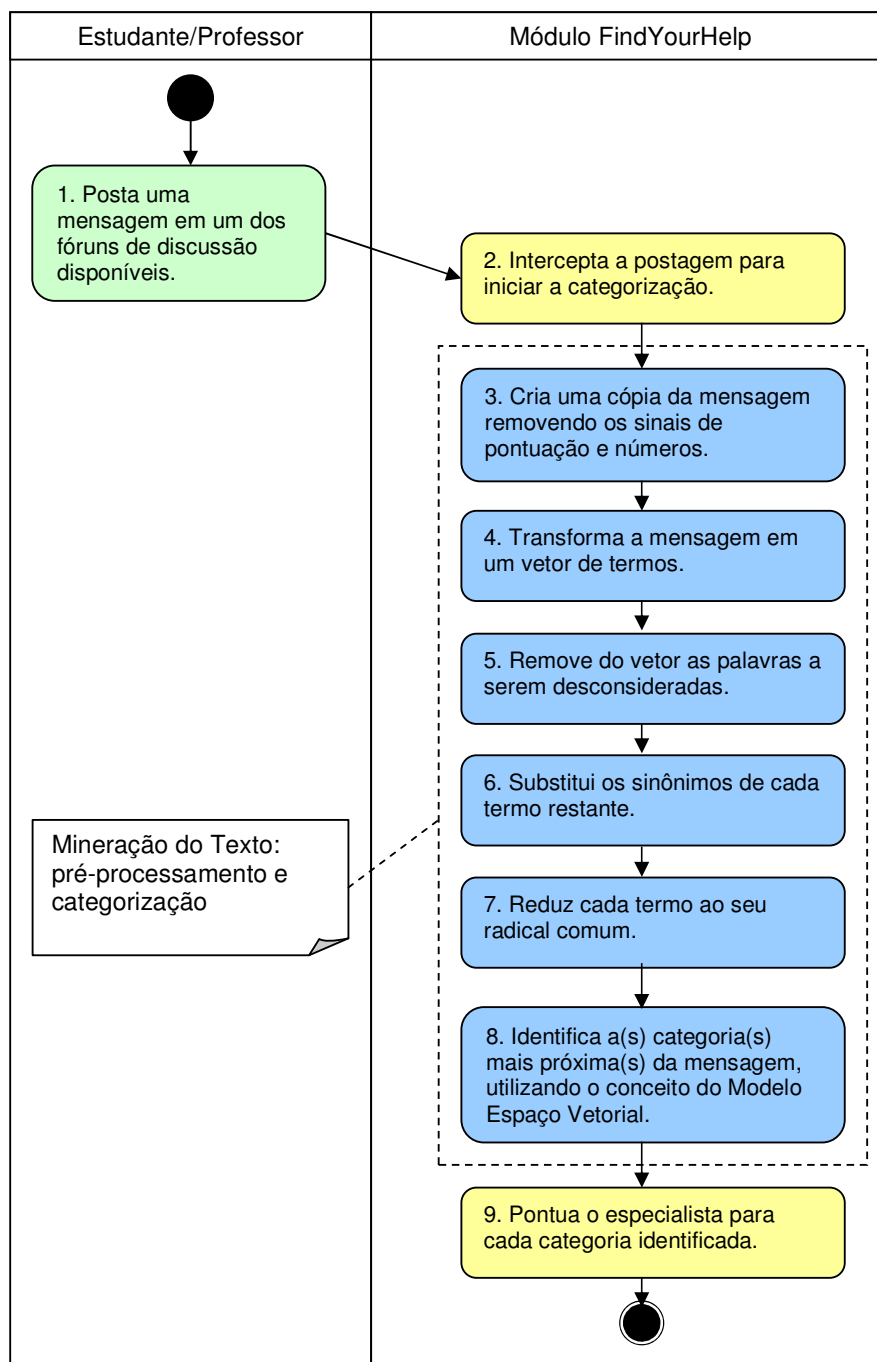 Estudante/Professor
Módulo FindYourHelp
1. Posta uma
mensagem em um dos
fóruns de discussão
disponíveis.
2. Intercepta a postagem para
iniciar a categorização.
3. Cria uma cópia da mensagem
removendo os sinais de
pontuação e números.
4. Transforma a mensagem em
um vetor de termos.
5. Remove do vetor as palavras a
serem desconsideradas.
6. Substitui os sinônimos de cada
termo restante.
Mineração do Texto:
pré-processamento e
categorização
7. Reduz cada termo ao seu
radical comum.
8. Identifica a(s) categoria(s)
mais próxima(s) da mensagem,
utilizando o conceito do Modelo
Espaço Vetorial.
9. Pontua o especialista para
cada categoria identificada.